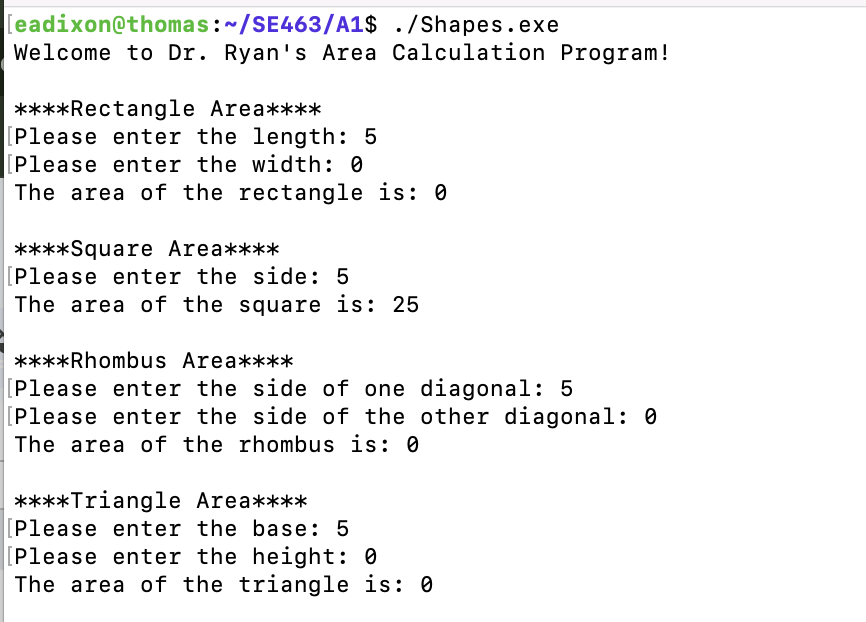 [eadixon@thomas:~/SE463/A1$ ./Shapes.exe
Welcome to Dr. Ryan's Area Calculation Program!
****Rectangle Area****
[Please enter the length: 5
[Please enter the width: 0
The area of the rectangle is: 0
****Square Area****
[Please enter the side: 5
The area of the square is: 25
****Rhombus Area****
[Please enter the side of one diagonal: 5
[Please enter the side of the other diagonal: 0
The area of the rhombus is: 0
****Triangle Area****
[Please enter the base: 5
[Please enter the height: 0
The area of the triangle is: 0